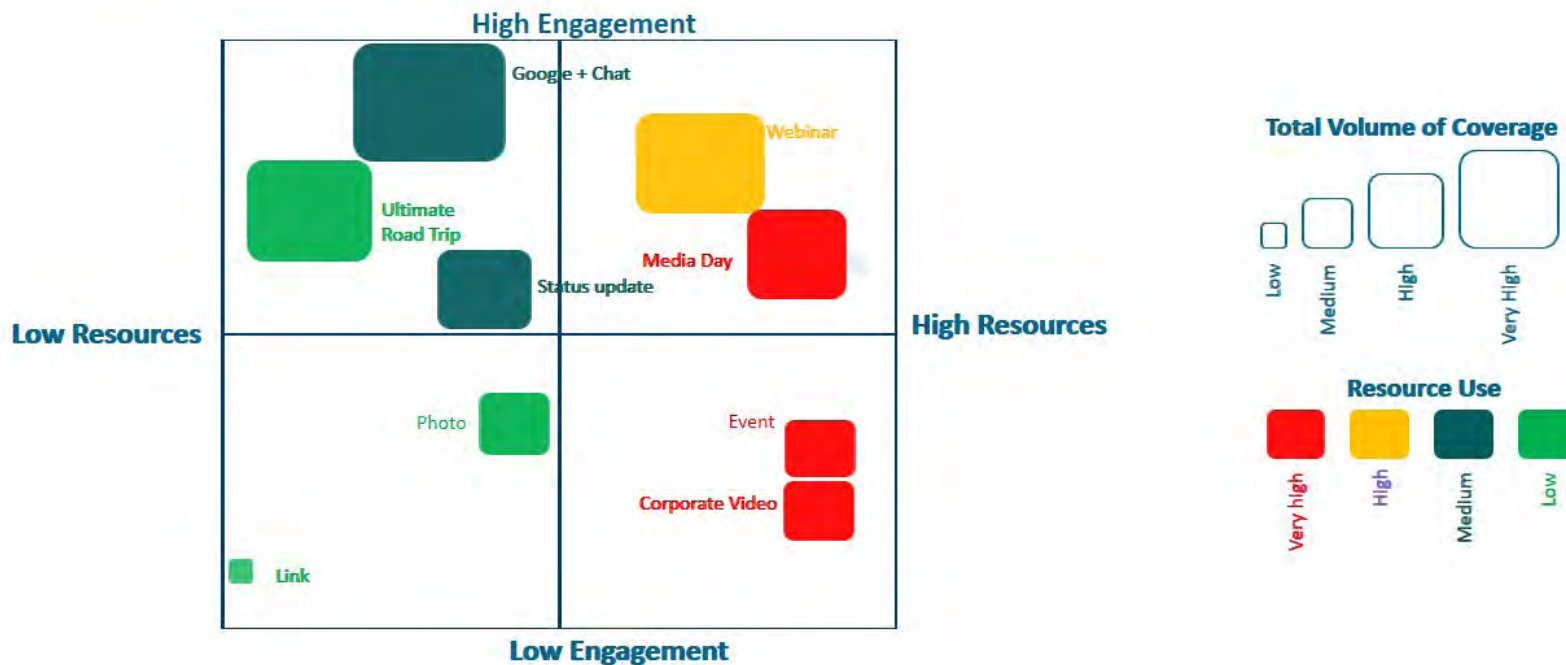 High Engagement
Google + Chat
Webinar
Ultimate
Road Trip
Media Day
Status update
Low Resources
High Resources
Photo
Event
Corporate Video
Link
Low Engagement
Total Volume of Coverage
Low
Medium
High
Very High
Resource Use
Very high
High
Medium
Low